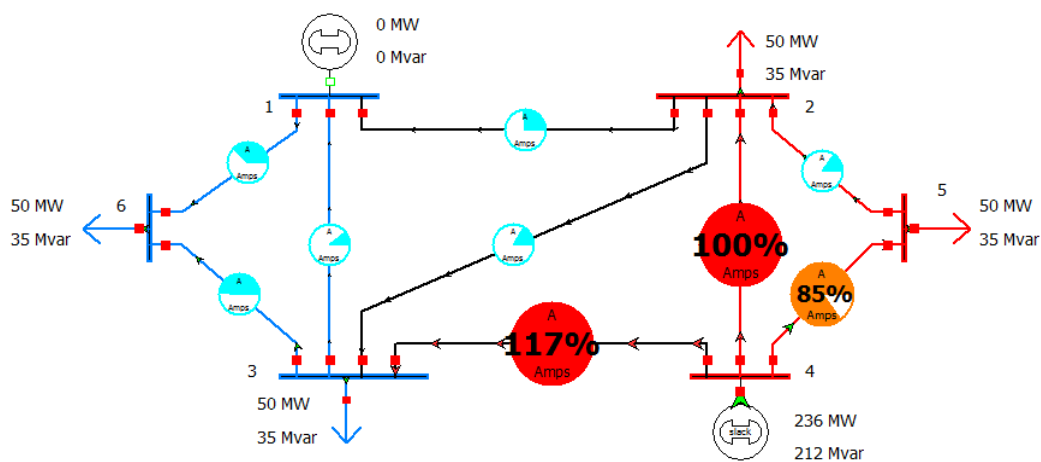 0 MW
0 Mvar
1
50 MW
35 Mvar
2
A
Amps
A
Amps
A
Amps
6
50 MW
35 Mvar
5
50 MW
35 Mvar
A
Amps
A
Amps
A
100%
Amps
A
85%
Amps
A
Amps
A
117%
Amps
3
4
50 MW
35 Mvar
slack
236 MW
212 Mvar